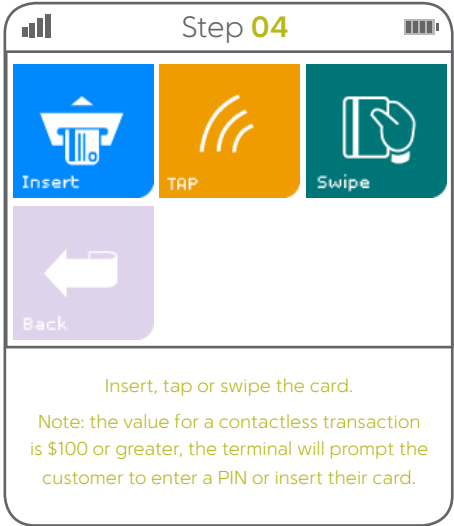 Step 04
Insert
TAP
Swipe
Back
Insert, tap or swipe the card.
Note: the value for a contactless transaction
is $100 or greater, the terminal will prompt the
customer to enter a PIN or insert their card.